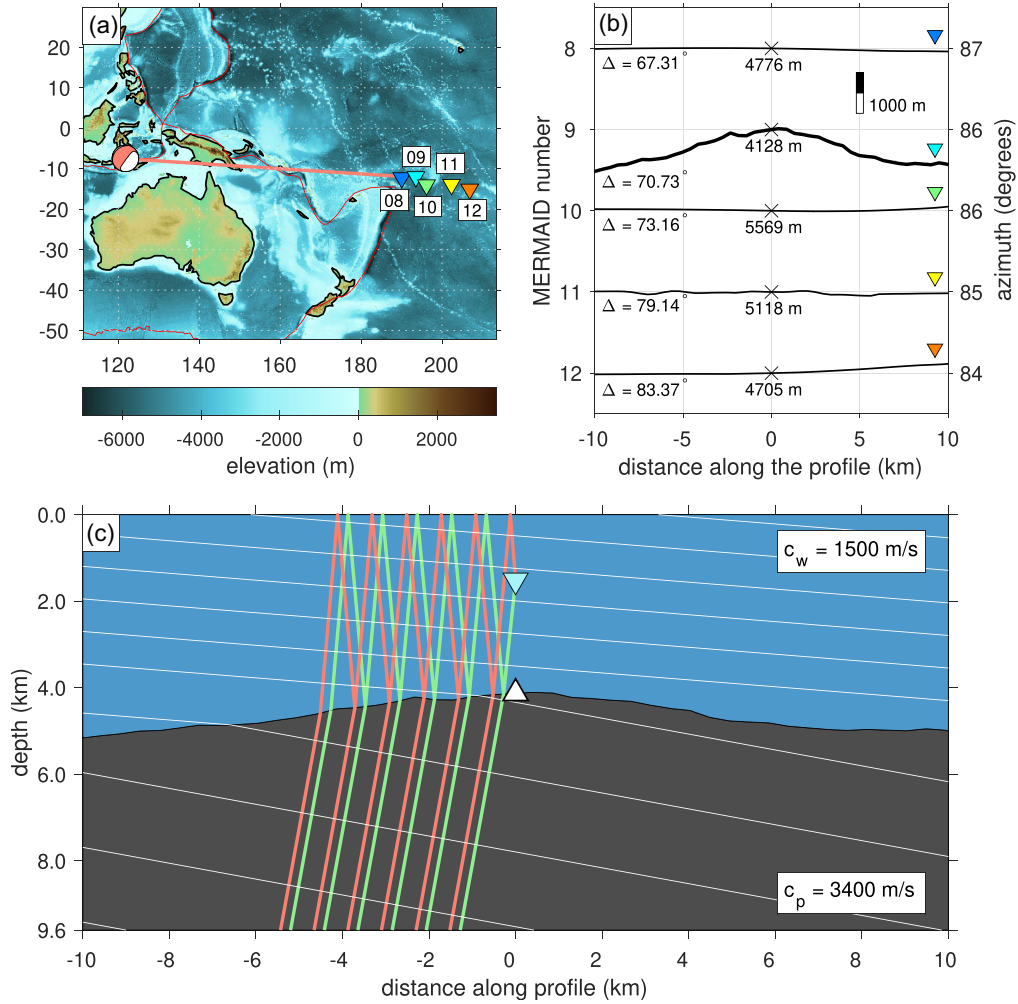 (a)
20
10
0
-10
-20
-30
-40
-50
09
11
08
10
12
120
140
160
180
200
-6000
-4000
-2000
0
2000
elevation (m)
(b)
8
9
10
11
12
MERMAID number
87
86
86
85
84
azimuth (degrees)
Δ = 67.31°
4776 m
1000 m
4128 m
Δ = 70.73°
Δ = 73.16°
5569 m
Δ = 79.14°
5118 m
Δ = 83.37°
4705 m
-10
-5
0
5
10
distance along the profile (km)
(c)
0.0
2.0
4.0
6.0
8.0
9.6
depth (km)
c_w = 1500 m/s
c_p = 3400 m/s
-10
-8
-6
-4
-2
0
2
4
6
8
10
distance along profile (km)